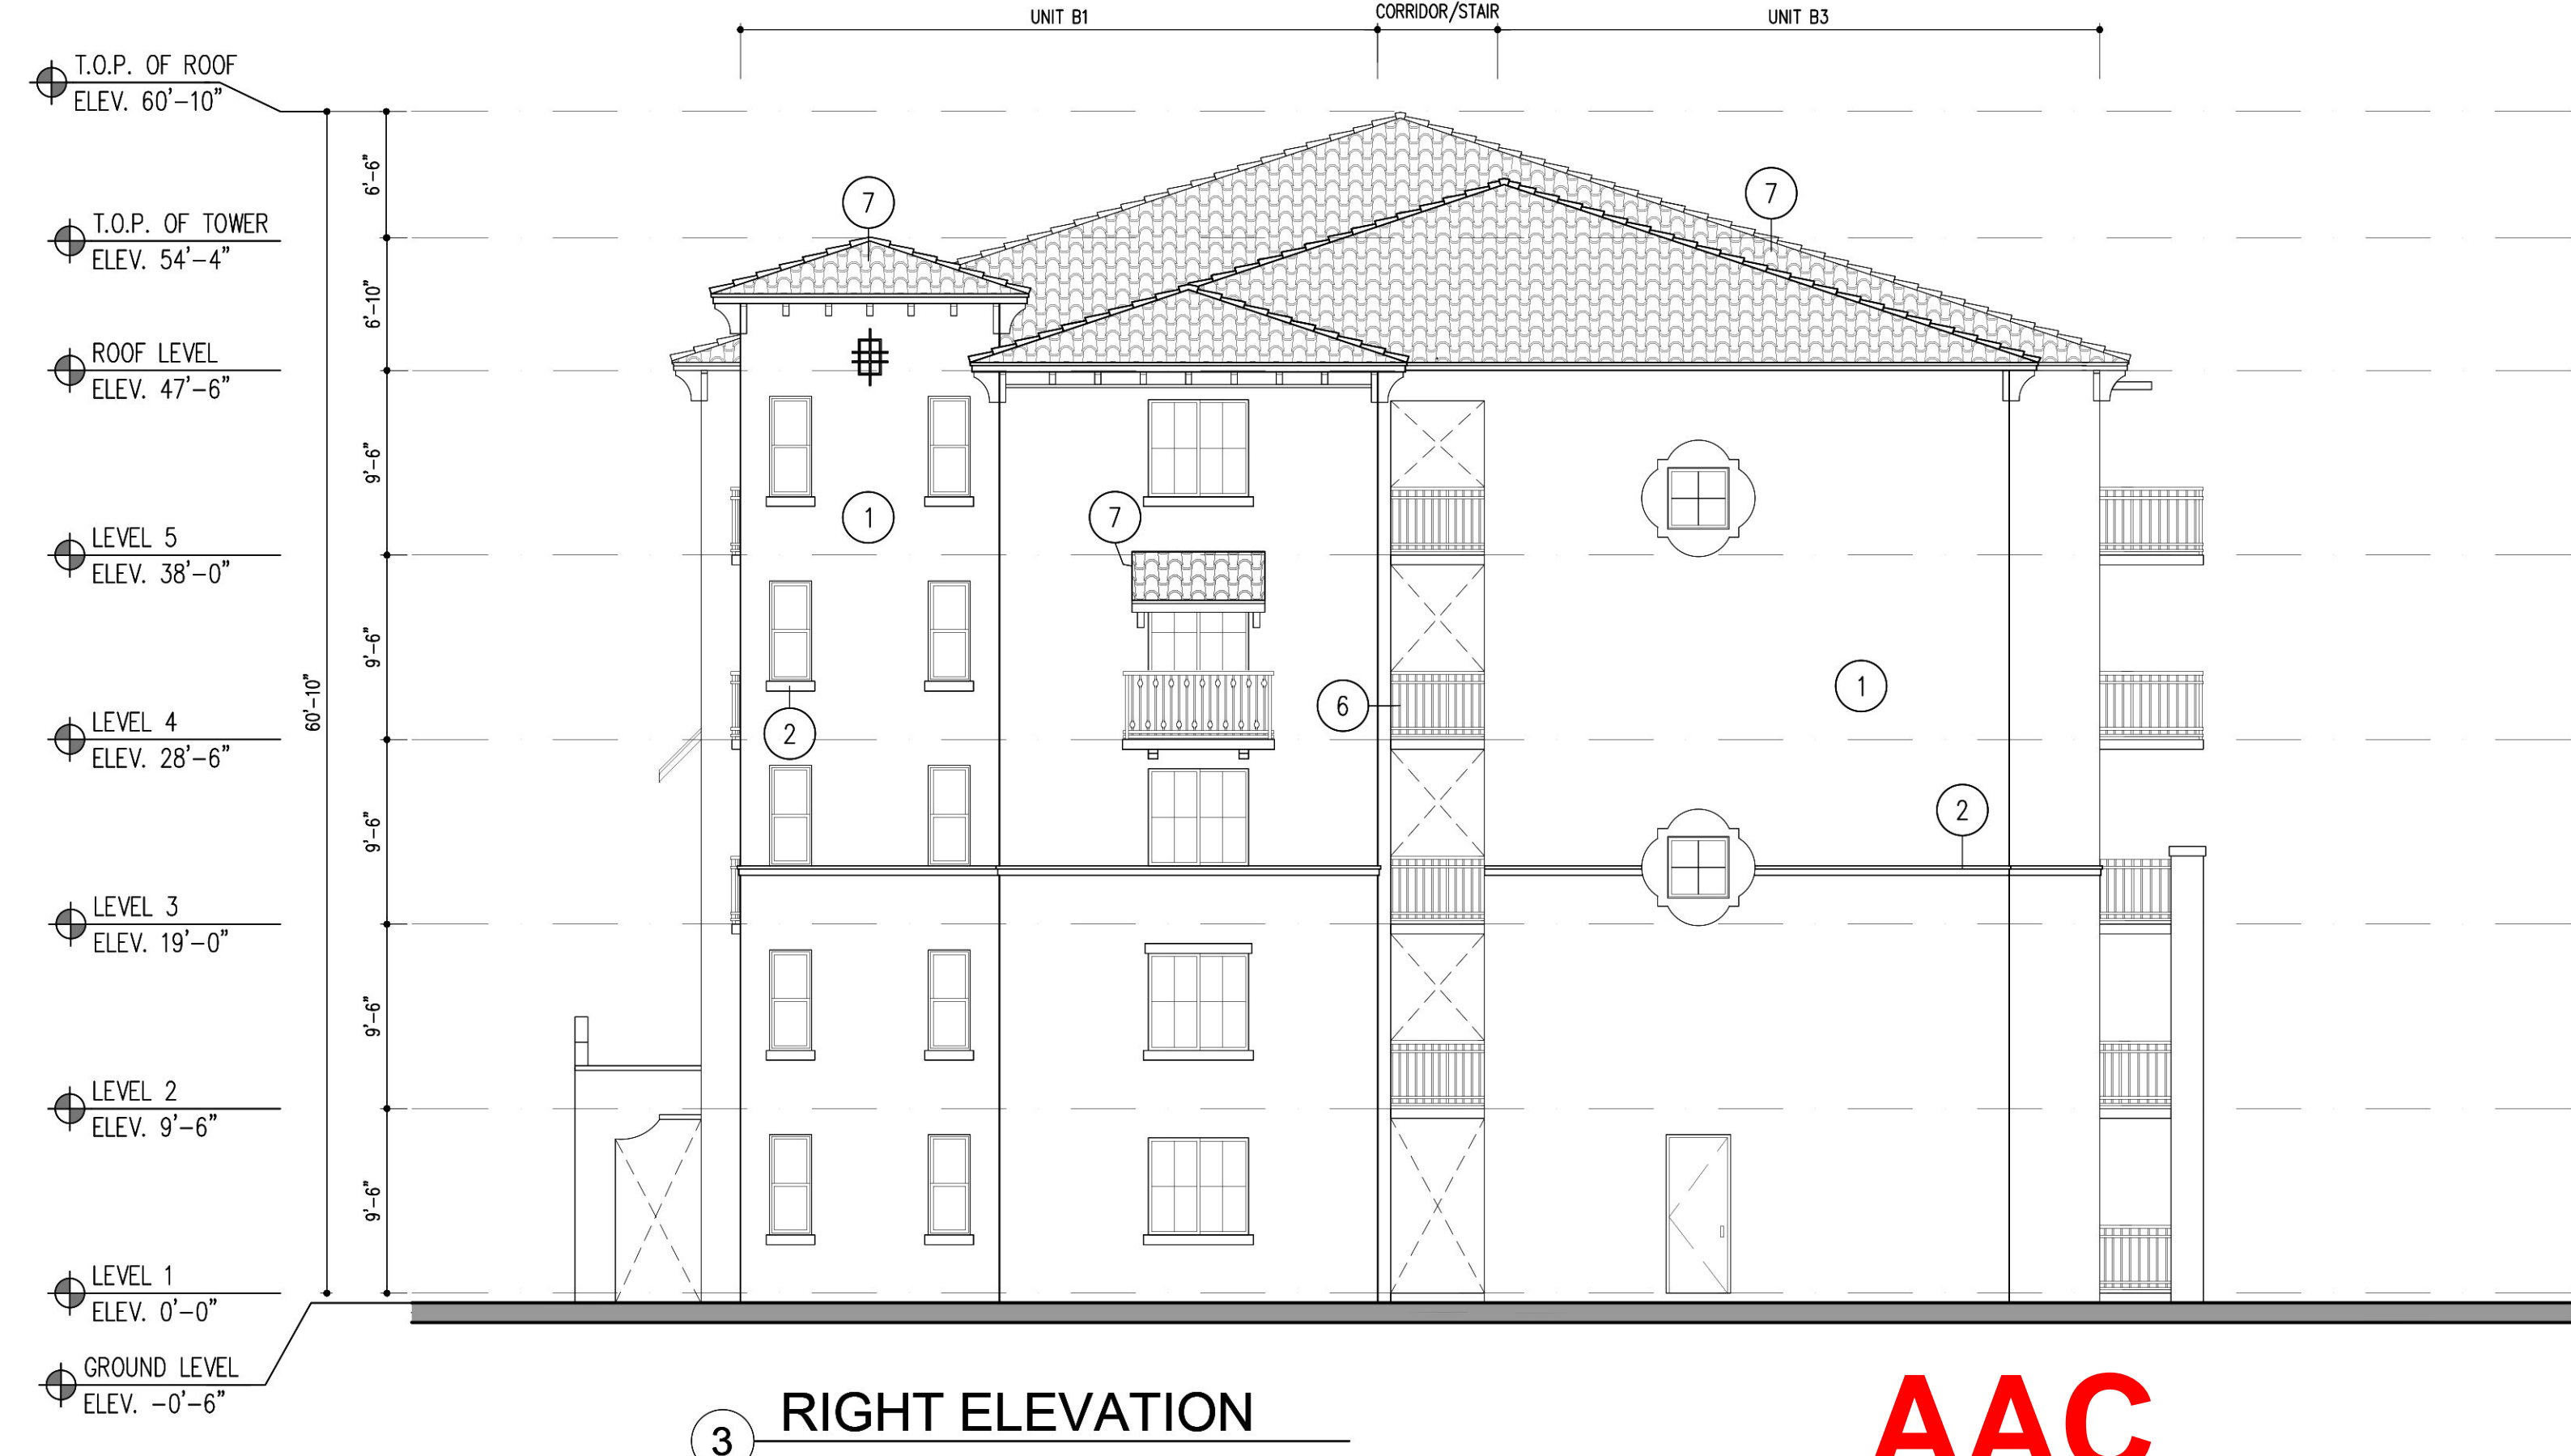 UNIT B1
CORRIDOR/STAIR
UNIT B3
T.O.P. OF ROOF
ELEV. 60'-10"
6'-6"
7
7
T.O.P. OF TOWER
ELEV. 54'-4"
6'-10"
ROOF LEVEL
ELEV. 47'-6"
9'-6"
1
7
LEVEL 5
ELEV. 38'-0"
9'-6"
60'-10"
1
6
2
LEVEL 4
ELEV. 28'-6"
9'-6"
2
LEVEL 3
ELEV. 19'-0"
9'-6"
LEVEL 2
ELEV. 9'-6"
9'-6"
LEVEL 1
ELEV. 0'-0"
GROUND LEVEL
ELEV. -0'-6"
3
RIGHT ELEVATION
AAC